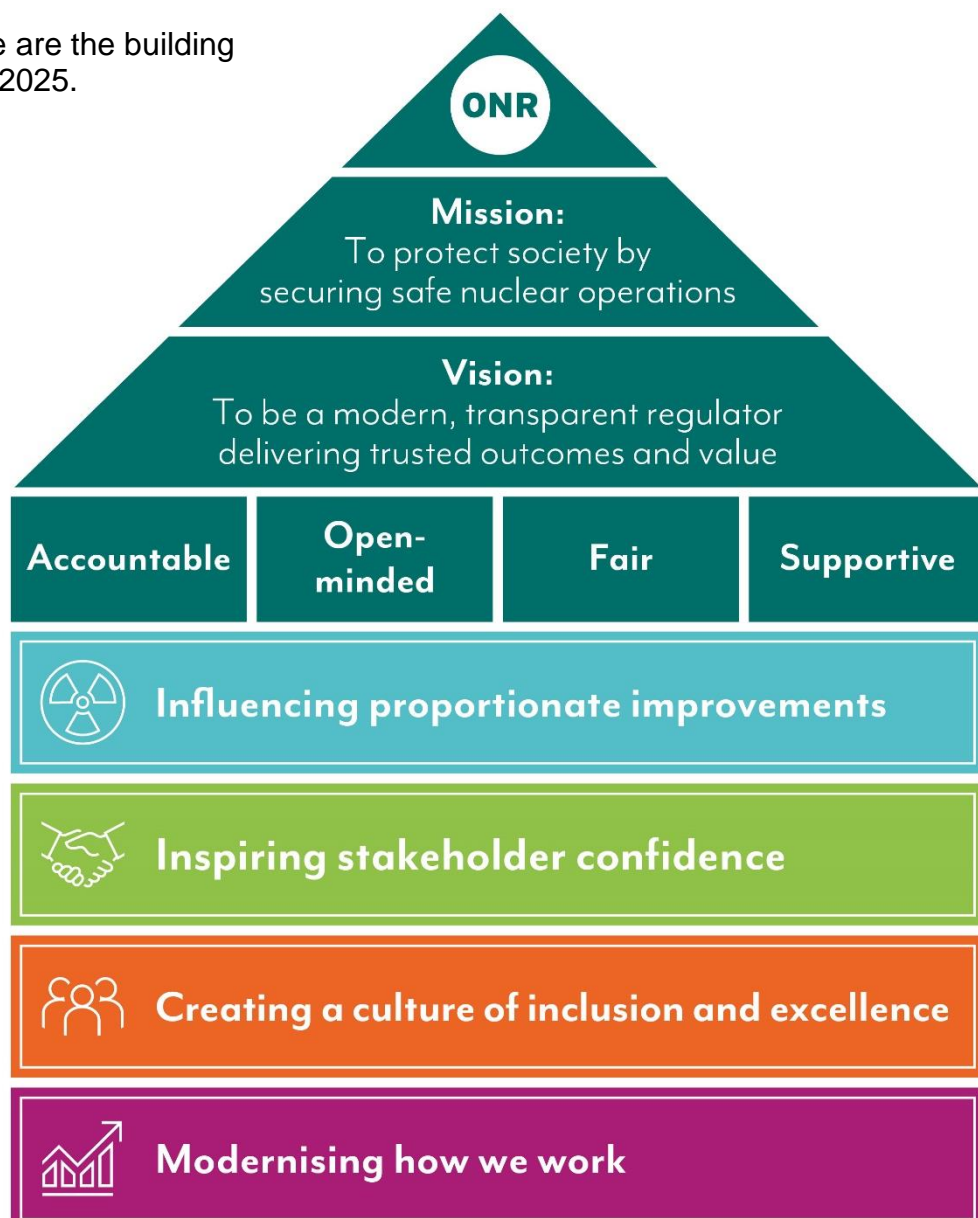 e are the building
2025.
ONR
Mission:
To protect society by
securing safe nuclear operations
Vision:
To be a modern, transparent regulator
delivering trusted outcomes and value
Accountable
Open-
minded
Fair
Supportive
Influencing proportionate improvements
Inspiring stakeholder confidence
Creating a culture of inclusion and excellence
Modernising how we work